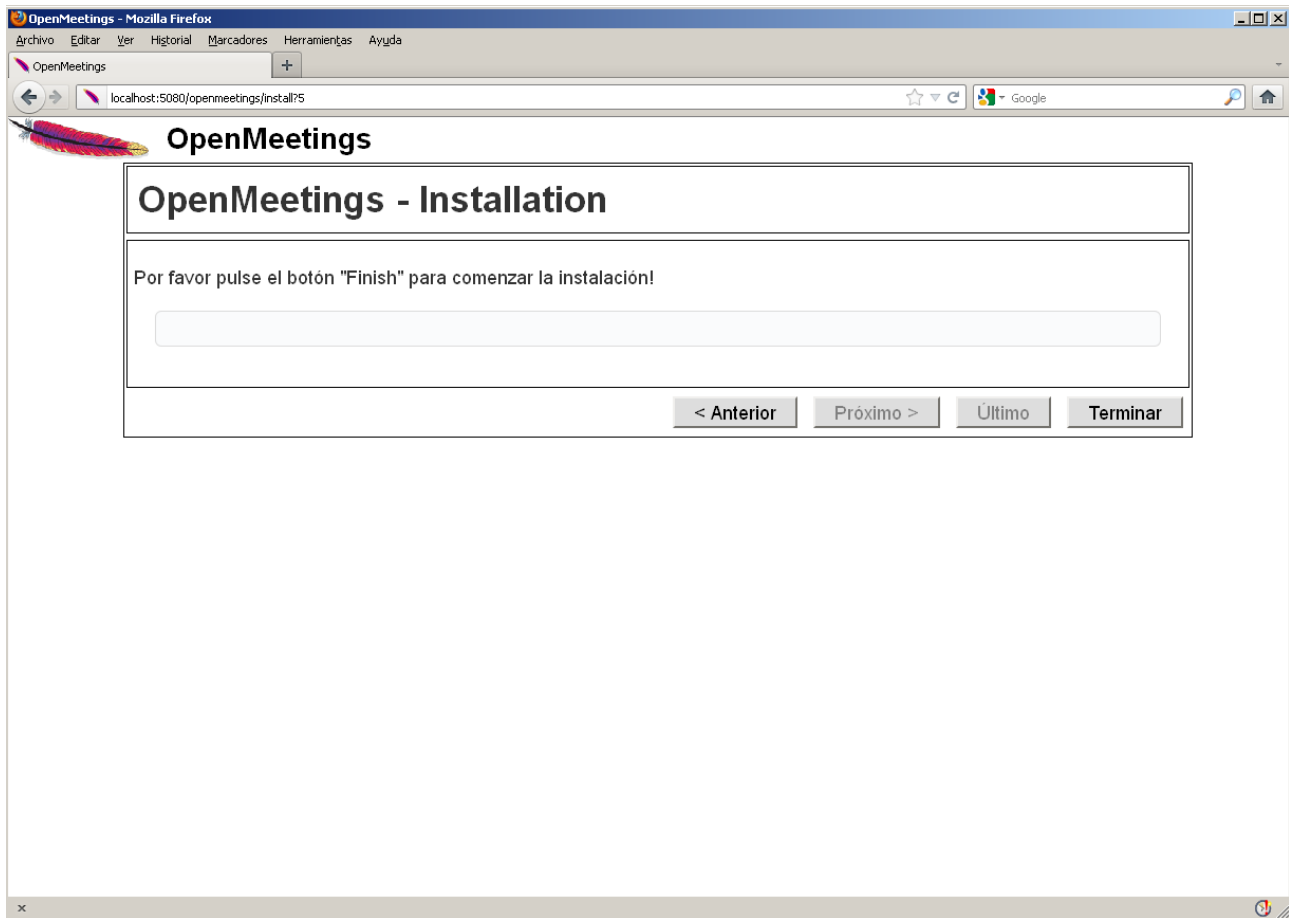 OpenMeetings - Mozilla Firefox
Archivo Editar Ver Historial Marcadores Herramientas Ayuda
OpenMeetings
localhost:5080/openmeetings/install?5
Google
OpenMeetings
OpenMeetings - Installation
Por favor pulse el botón "Finish" para comenzar la instalación!
< Anterior Próximo > Último Terminar